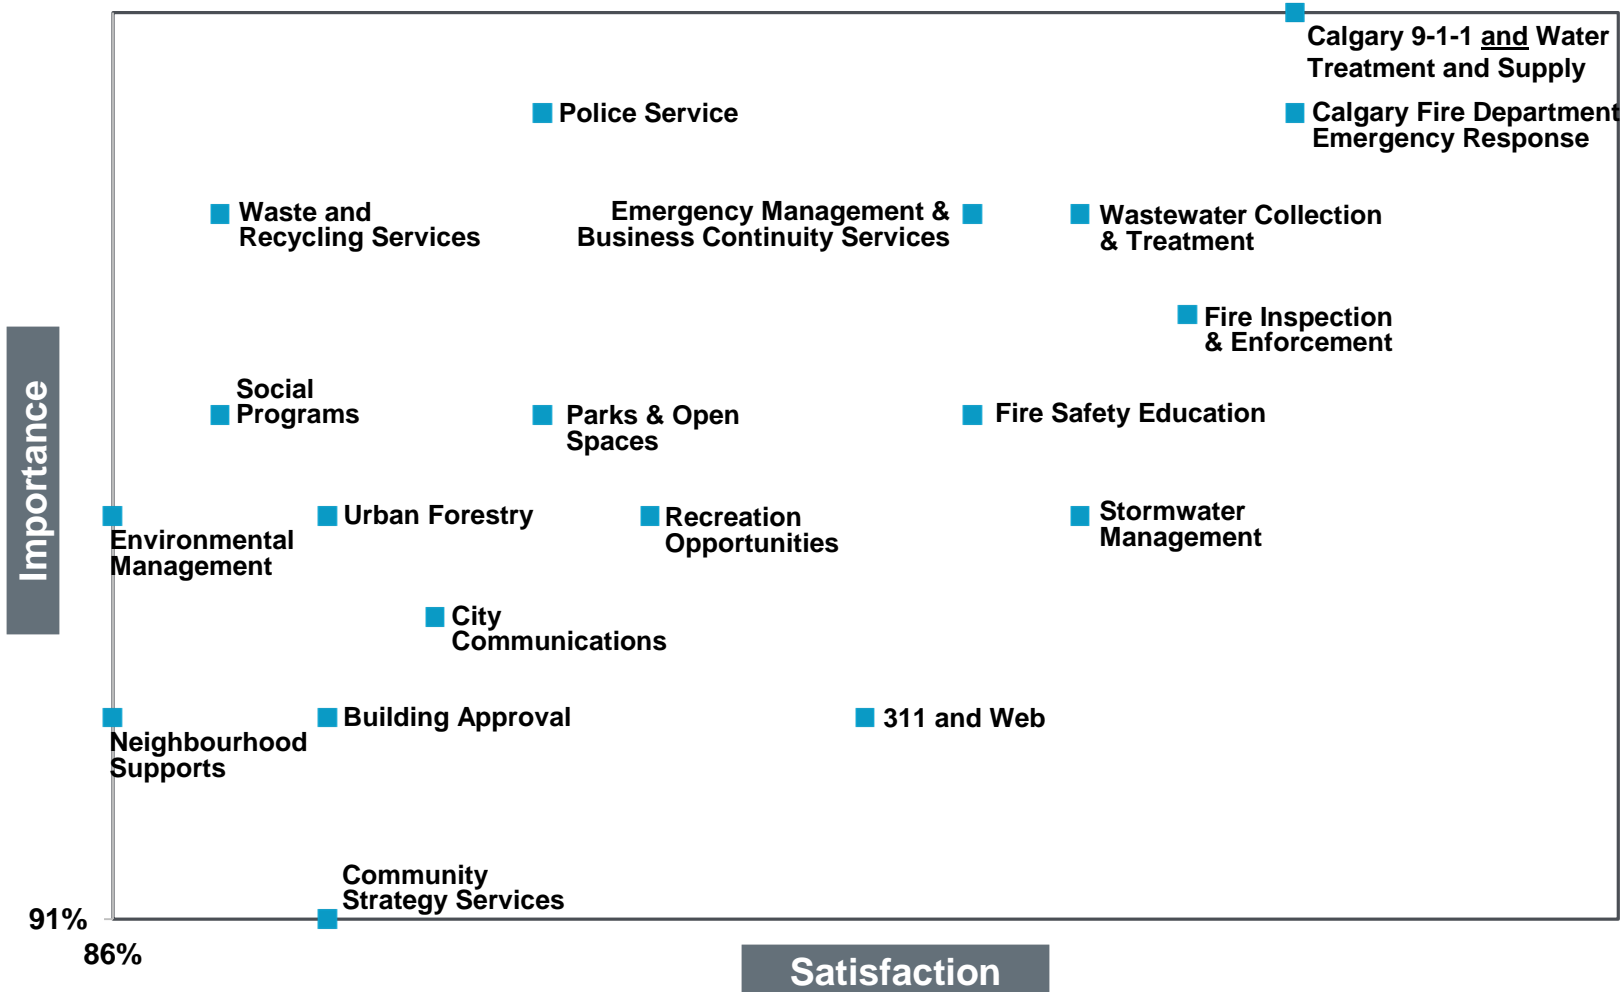 Calgary 9-1-1 and Water
Treatment and Supply
Police Service
Calgary Fire Department
Emergency Response
Waste and
Recycling Services
Emergency Management &
Business Continuity Services
Wastewater Collection
& Treatment
Fire Inspection
& Enforcement
Social
Programs
Parks & Open
Spaces
Fire Safety Education
Importance
Environmental
Management
Urban Forestry
Recreation
Opportunities
Stormwater
Management
City
Communications
Neighbourhood
Supports
Building Approval
311 and Web
Community
Strategy Services
91%
86%
Satisfaction